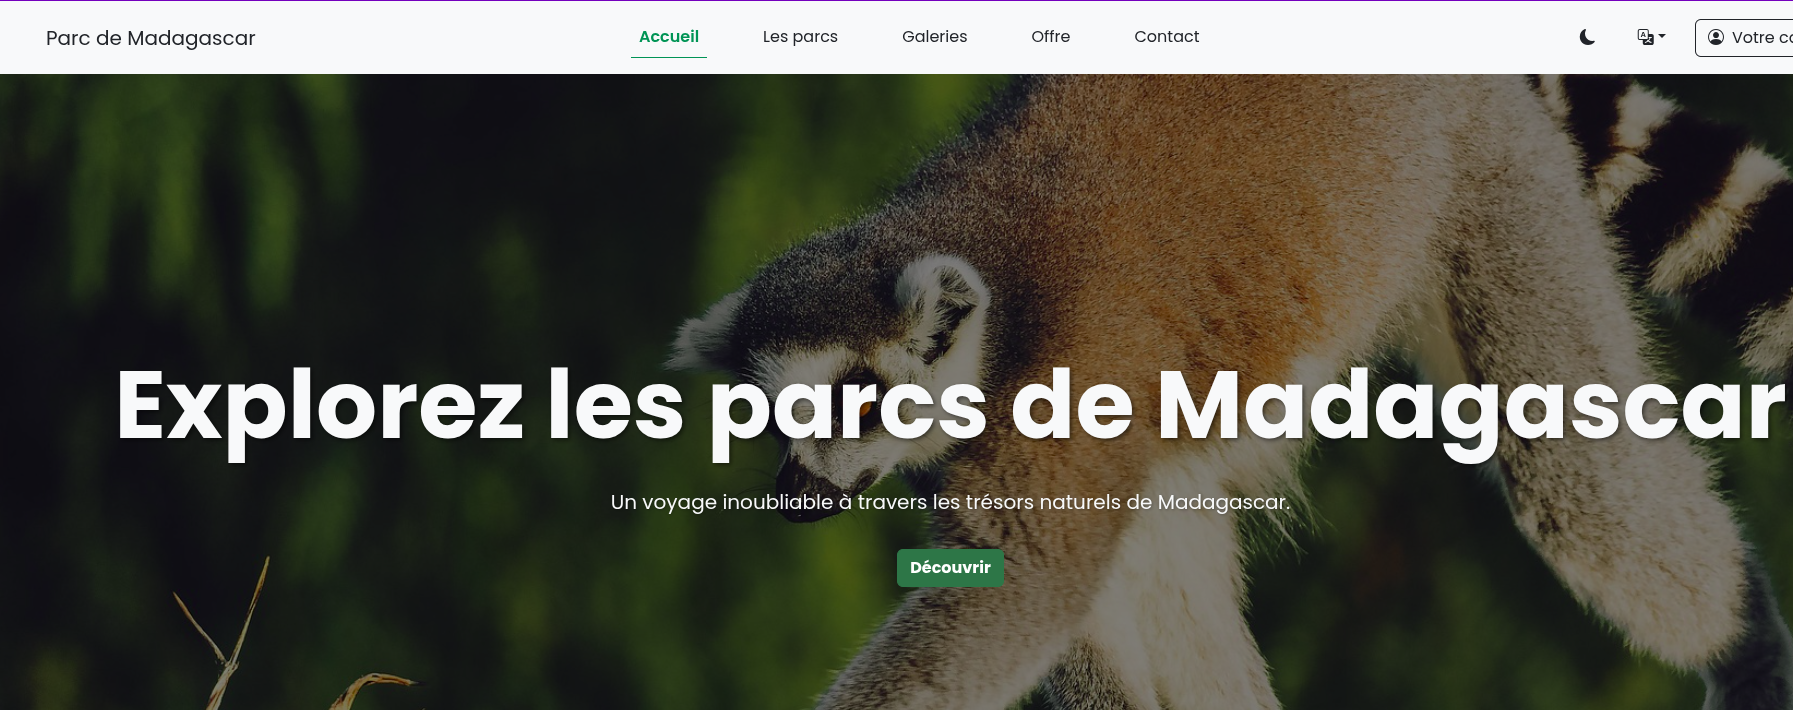 Parc de Madagascar
Accueil
Les parcs
Galeries
Offre
Contact
Votre
Explorez les parcs de Madagascar
Un voyage inoubliable à travers les trésors naturels de Madagascar.
Découvrir